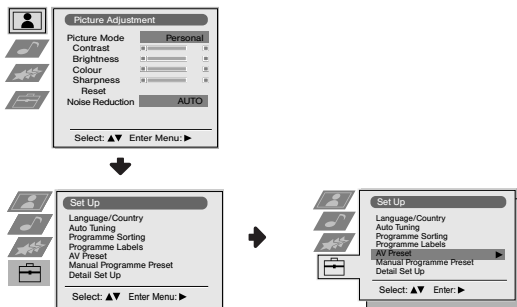 Picture Adjustment
Picture Mode Personal
Contrast
Brightness
Colour
Sharpness
Reset
Noise Reduction AUTO
Select: ▲▼ Enter Menu: ▶
Set Up
Language/Country
Auto Tuning
Programme Sorting
Programme Labels
AV Preset
Manual Programme Preset
Detail Set Up
Select: ▲▼ Enter Menu: ▶
Set Up
Language/Country
Auto Tuning
Programme Sorting
Programme Labels
AV Preset ▶
Manual Programme Preset
Detail Set Up
Select: ▲▼ Enter: ▶